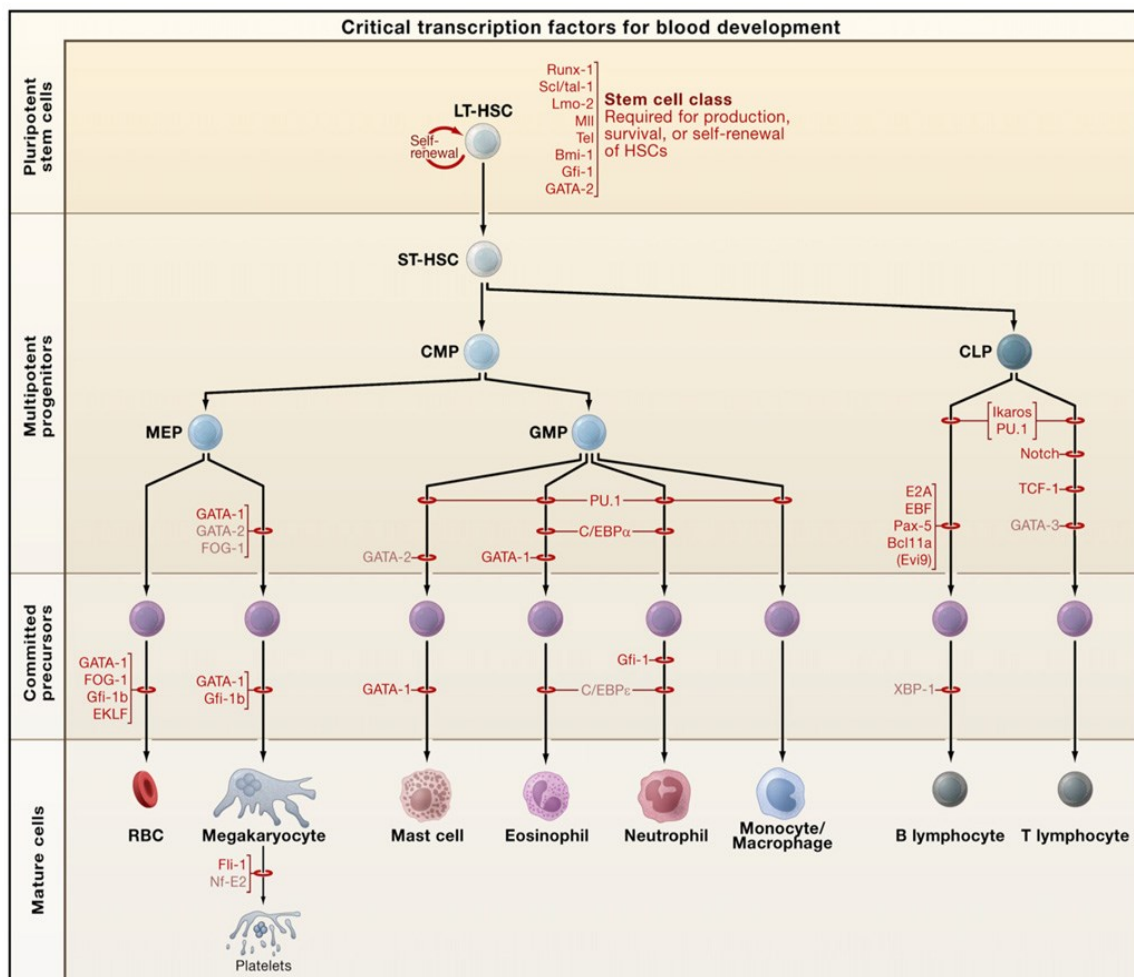 Critical transcription factors for blood development
Pluripotent
stem cells
LT-HSC
Self-
renewal
Runx-1
Scl/tal-1
Lmo-2
Mll
Tel
Bmi-1
Gfi-1
GATA-2
Stem cell class
Required for production,
survival, or self-renewal
of HSCs
Multipotent
progenitors
ST-HSC
CMP
CLP
MEP
GMP
Ikaros
PU.1
Notch
TCF-1
GATA-3
E2A
EBF
Pax-5
Bcl11a
(Evi9)
GATA-1
GATA-2
FOG-1
PU.1
C/EBPα
GATA-2
GATA-1
Committed
precursors
GATA-1
FOG-1
Gfi-1b
EKLF
GATA-1
Gfi-1b
GATA-1
Gfi-1
C/EBPε
XBP-1
Mature cells
RBC
Megakaryocyte
Mast cell
Eosinophil
Neutrophil
Monocyte/
Macrophage
B lymphocyte
T lymphocyte
Fli-1
Nf-E2
Platelets